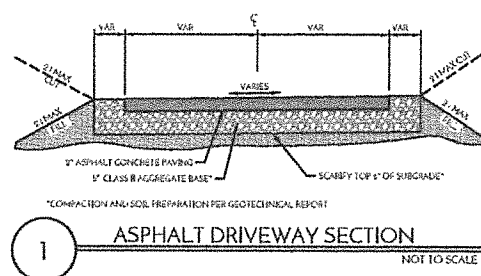 ℄
VAR VAR VAR VAR
2:1 MAX CUT
2:1 MAX CUT
VARIES
2:1 MAX FILL
2:1 MAX FILL
ASPHALT CONCRETE PAVING
CLASS II AGGREGATE BASE*
SCARIFY TOP 6" OF SUBGRADE*
*COMPACTION AND SOIL PREPARATION PER GEOTECHNICAL REPORT
1 ASPHALT DRIVEWAY SECTION
NOT TO SCALE